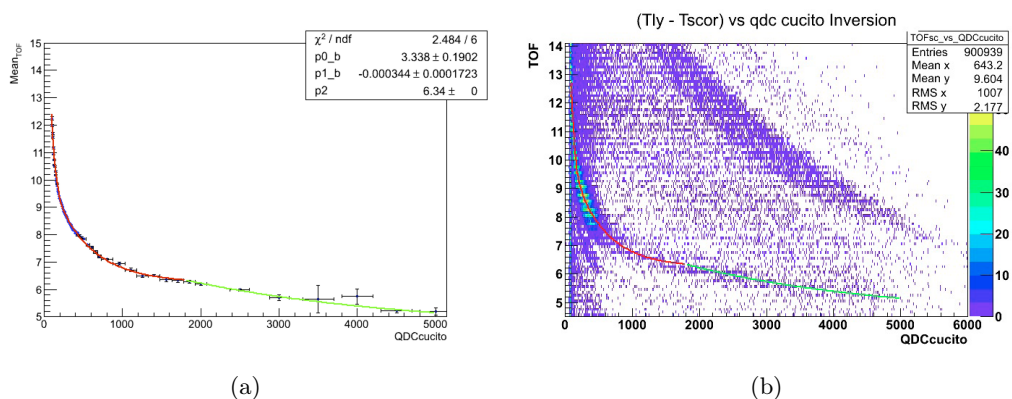 χ² / ndf 2.484 / 6
p0_b 3.338 ± 0.1902
p1_b -0.000344 ± 0.0001723
p2 6.34 ± 0
Mean_TOF
15
14
13
12
11
10
9
8
7
6
5
0 1000 2000 3000 4000 5000
QDCcucito
(a)
(Tly - Tscor) vs qdc cucito Inversion
TOFsc_vs_QDCcucito
Entries 900939
Mean x 643.2
Mean y 9.604
RMS x 1007
RMS y 2.177
TOF
14
13
12
11
10
9
8
7
6
5
0 1000 2000 3000 4000 5000 6000
QDCcucito
40
30
20
10
0
(b)